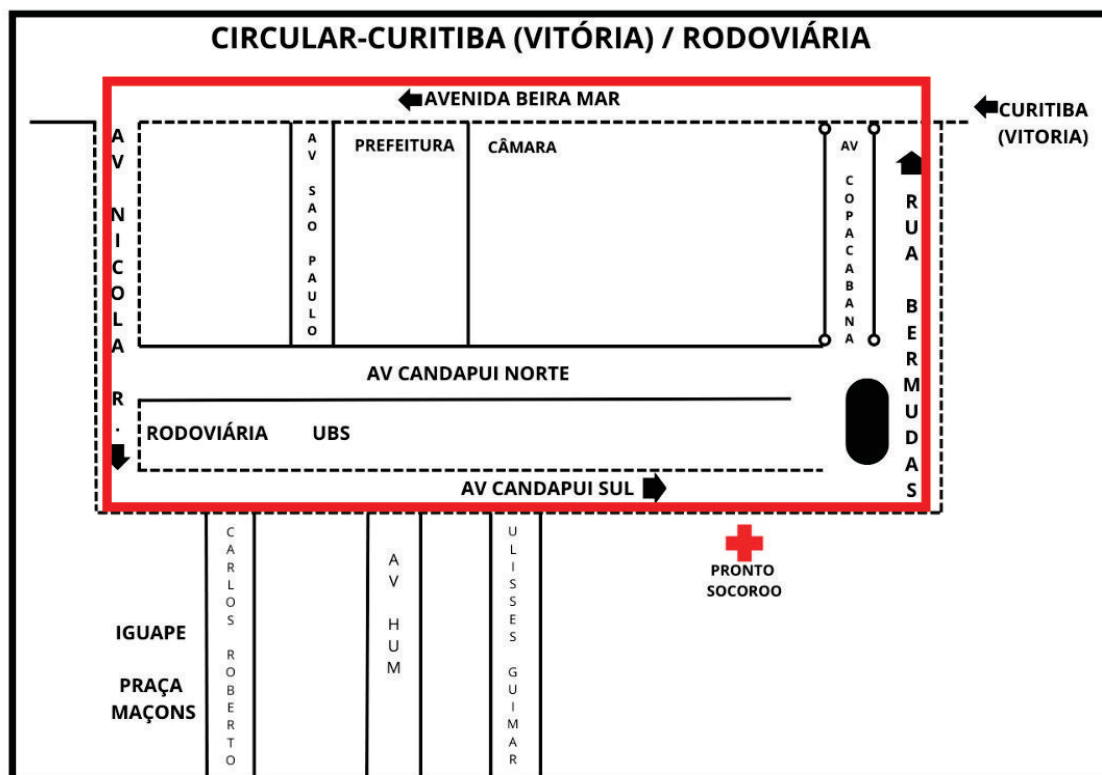 CIRCULAR-CURITIBA (VITÓRIA) / RODOVIÁRIA
AVENIDA BEIRA MAR
CURITIBA
(VITORIA)
AV NICOLA R.
AV SAO PAULO
PREFEITURA
CÂMARA
AV COPACABANA
RUA BERMUDAS
AV CANDAPUI NORTE
RODOVIÁRIA
UBS
AV CANDAPUI SUL
CARLOS ROBERTO
AV HUM
ULISSES GUIMAR
PRONTO
SOCOROO
IGUAPE
PRAÇA
MAÇONS